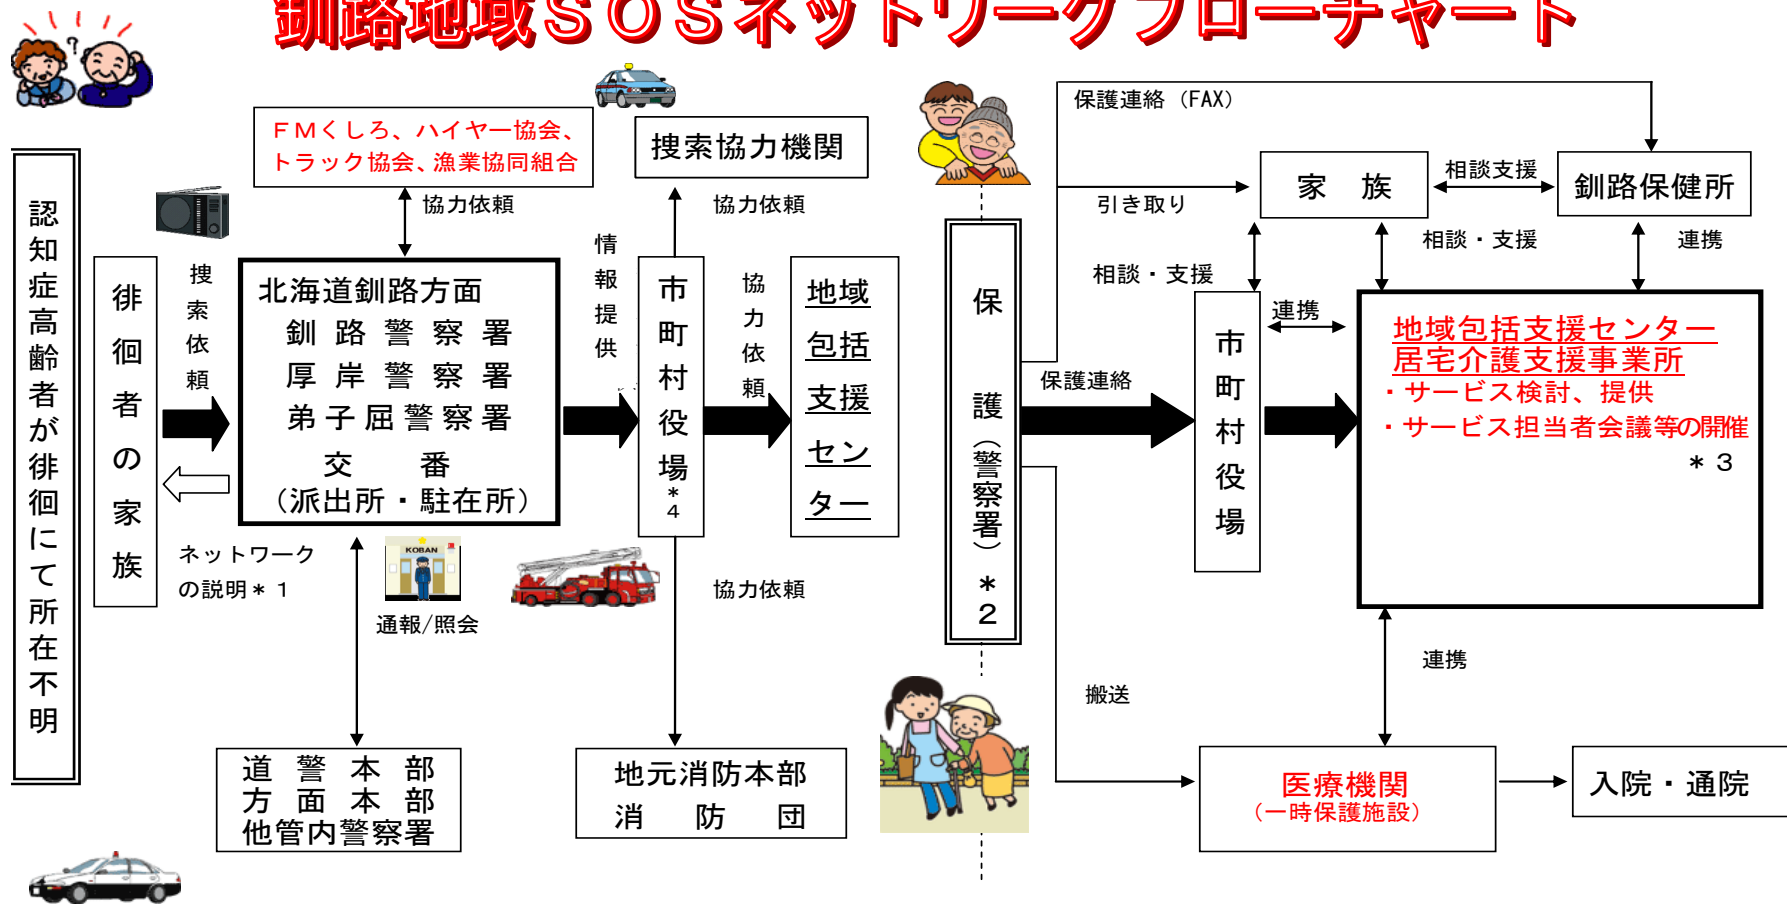 釧路地域ＳＯＳネットワークフローチャート
認知症高齢者が徘徊にて所在不明
徘徊者の家族
捜索依頼
ネットワーク
の説明＊１
ＦＭくしろ、ハイヤー協会、
トラック協会、漁業協同組合
協力依頼
北海道釧路方面
釧路警察署
厚岸警察署
弟子屈警察署
交番
（派出所・駐在所）
KOBAN
通報/照会
道警本部
方面本部
他管内警察署
情報提供
捜索協力機関
協力依頼
市町村役場＊４
協力依頼
地域
包括
支援
セン
ター
協力依頼
地元消防本部
消防団
保護（警察署）＊２
保護連絡（FAX）
引き取り
保護連絡
搬送
家族
相談支援
釧路保健所
相談・支援
相談・支援
連携
市町村役場
連携
地域包括支援センター
居宅介護支援事業所
・サービス検討、提供
・サービス担当者会議等の開催
＊３
連携
医療機関
（一時保護施設）
入院・通院